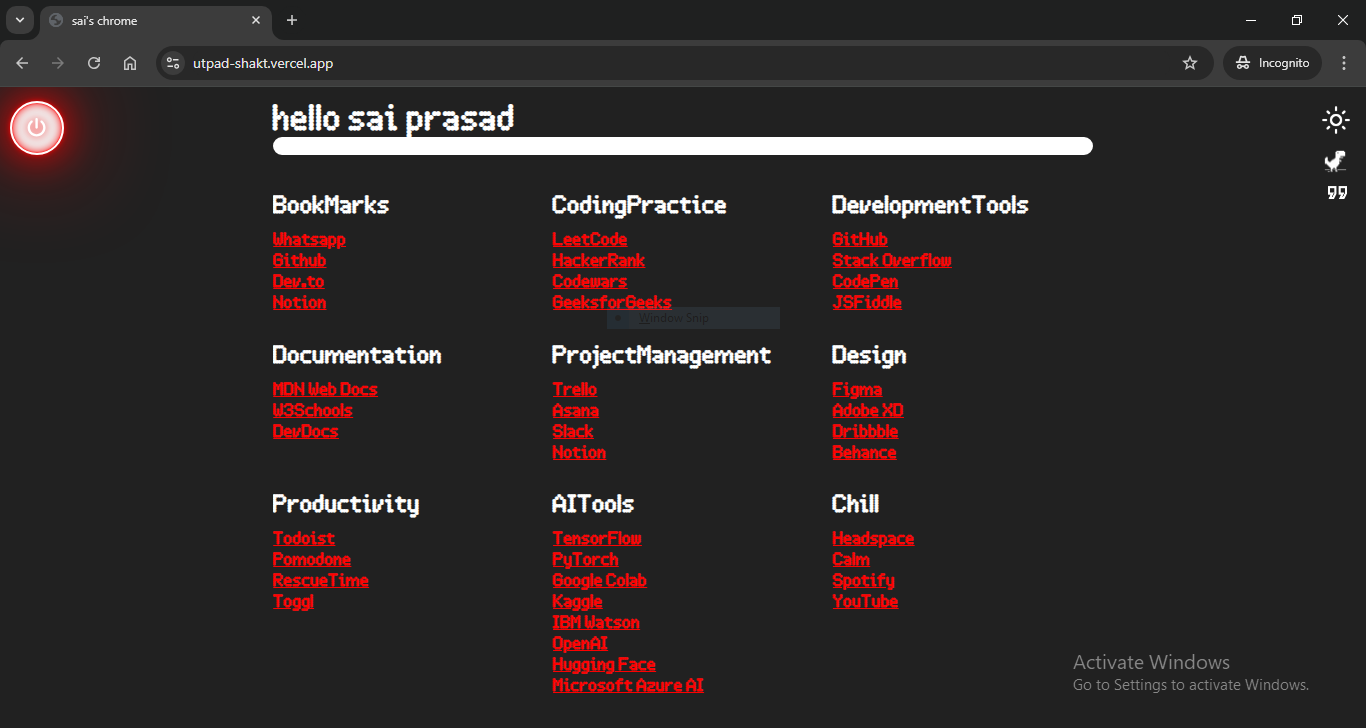 sai's chrome
utpad-shakt.vercel.app
Incognito
hello sai prasad
BookMarks
Whatsapp
Github
Dev.to
Notion
CodingPractice
LeetCode
HackerRank
Codewars
GeeksforGeeks
Window Snip
DevelopmentTools
GitHub
Stack Overflow
CodePen
JSFiddle
Documentation
MDN Web Docs
W3Schools
DevDocs
ProjectManagement
Trello
Asana
Slack
Notion
Design
Figma
Adobe XD
Dribbble
Behance
Productivity
Todoist
Pomodone
RescueTime
Toggl
AITools
TensorFlow
PyTorch
Google Colab
Kaggle
IBM Watson
OpenAI
Hugging Face
Microsoft Azure AI
Chill
Headspace
Calm
Spotify
YouTube
Activate Windows
Go to Settings to activate Windows.